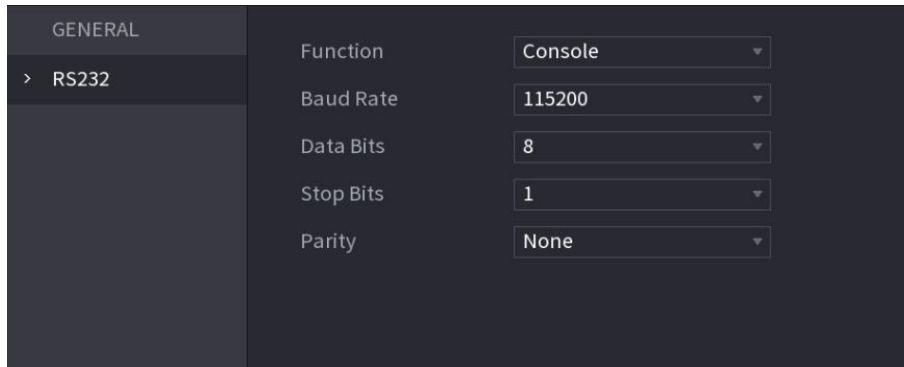 GENERAL
> RS232
Function Console
Baud Rate 115200
Data Bits 8
Stop Bits 1
Parity None